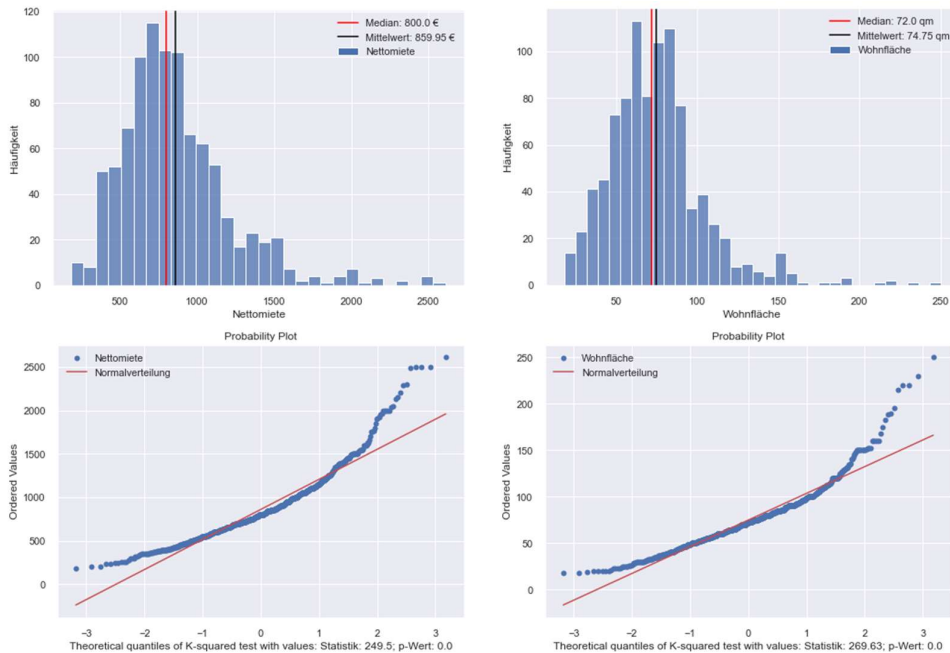 Median: 800.0 €
Mittelwert: 859.95 €
Nettomiete
120
100
80
60
40
20
0
Häufigkeit
500
1000
1500
2000
2500
Nettomiete
Median: 72.0 qm
Mittelwert: 74.75 qm
Wohnfläche
100
80
60
40
20
0
Häufigkeit
50
100
150
200
250
Wohnfläche
Probability Plot
Nettomiete
Normalverteilung
2500
2000
1500
1000
500
0
Ordered Values
−3
−2
−1
0
1
2
3
Theoretical quantiles of K-squared test with values: Statistik: 249.5; p-Wert: 0.0
Probability Plot
Wohnfläche
Normalverteilung
250
200
150
100
50
0
Ordered Values
−3
−2
−1
0
1
2
3
Theoretical quantiles of K-squared test with values: Statistik: 269.63; p-Wert: 0.0